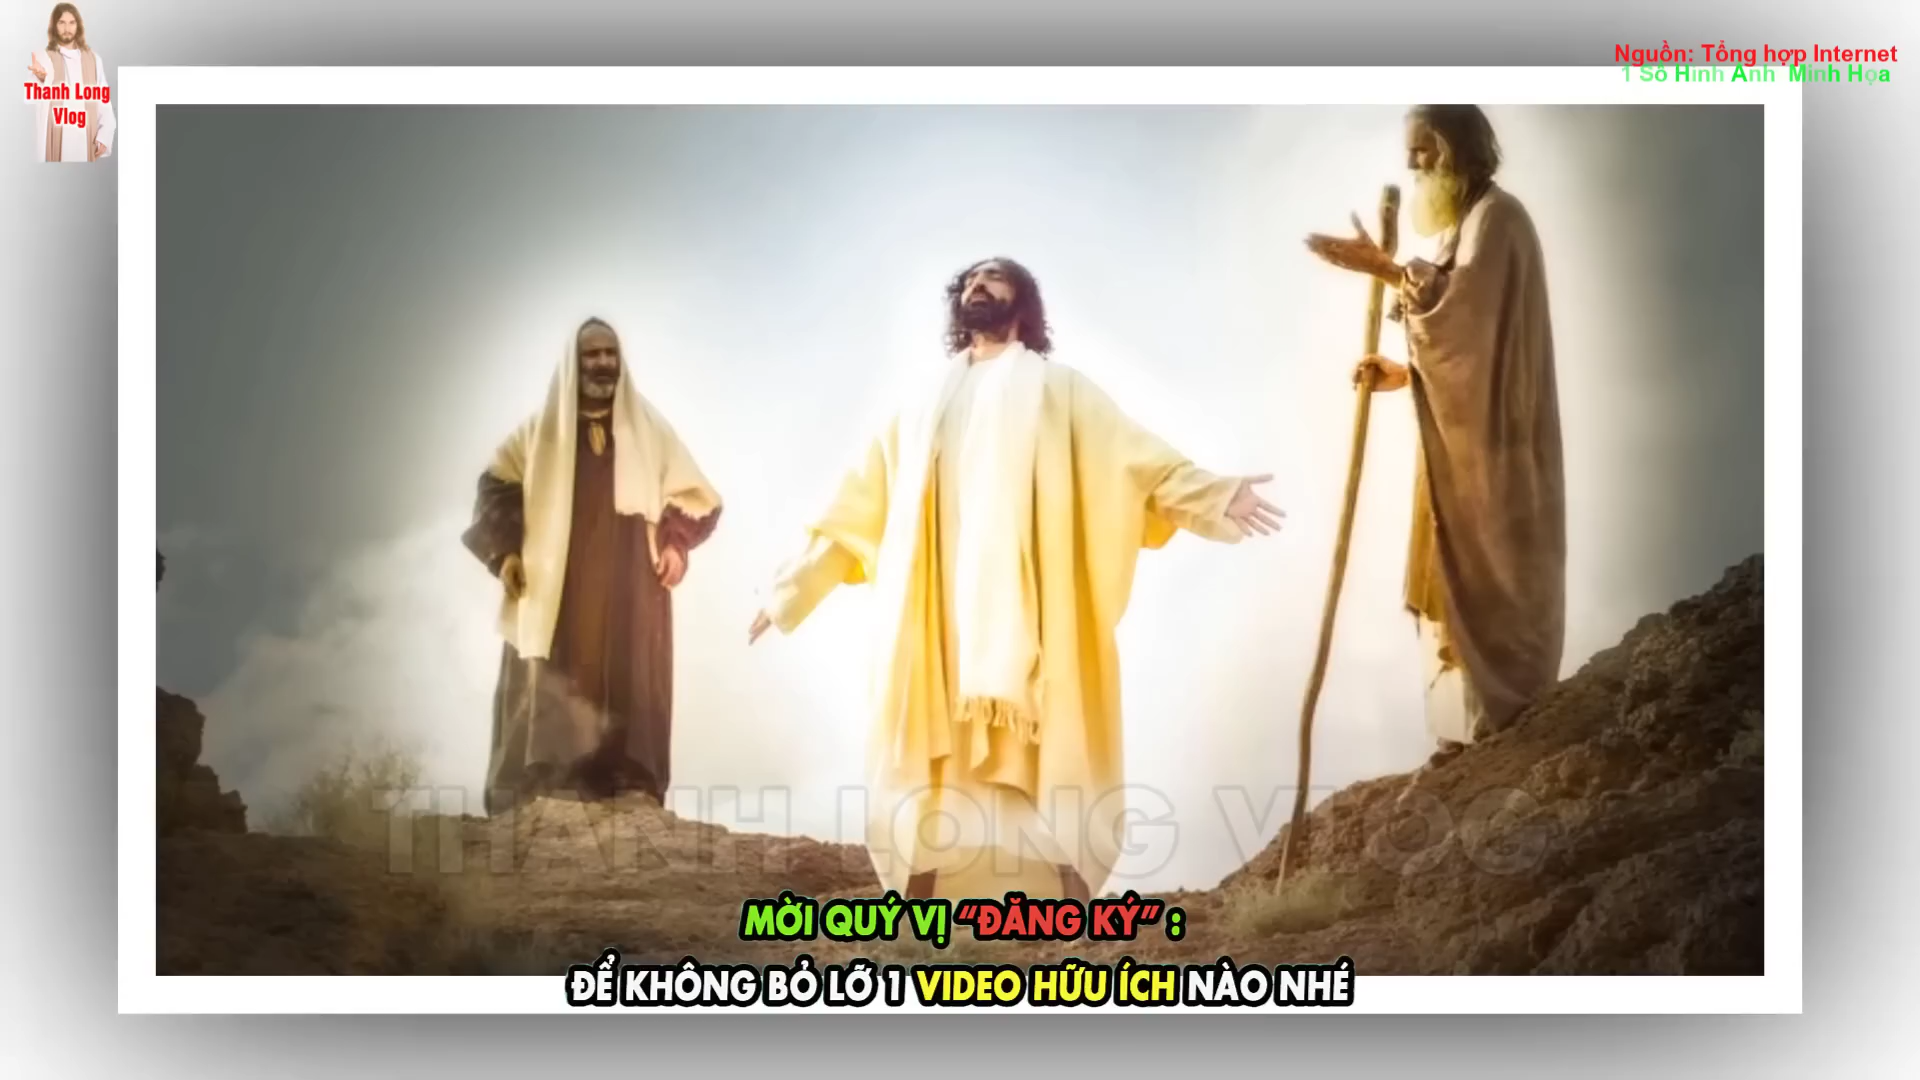 Thanh Long
Vlog
Nguồn: Tổng hợp Internet
1 Số Hình Ảnh Minh Họa
THANH LONG VLOG
MỜI QUÝ VỊ “ĐĂNG KÝ” :
ĐỂ KHÔNG BỎ LỠ 1 VIDEO HỮU ÍCH NÀO NHÉ